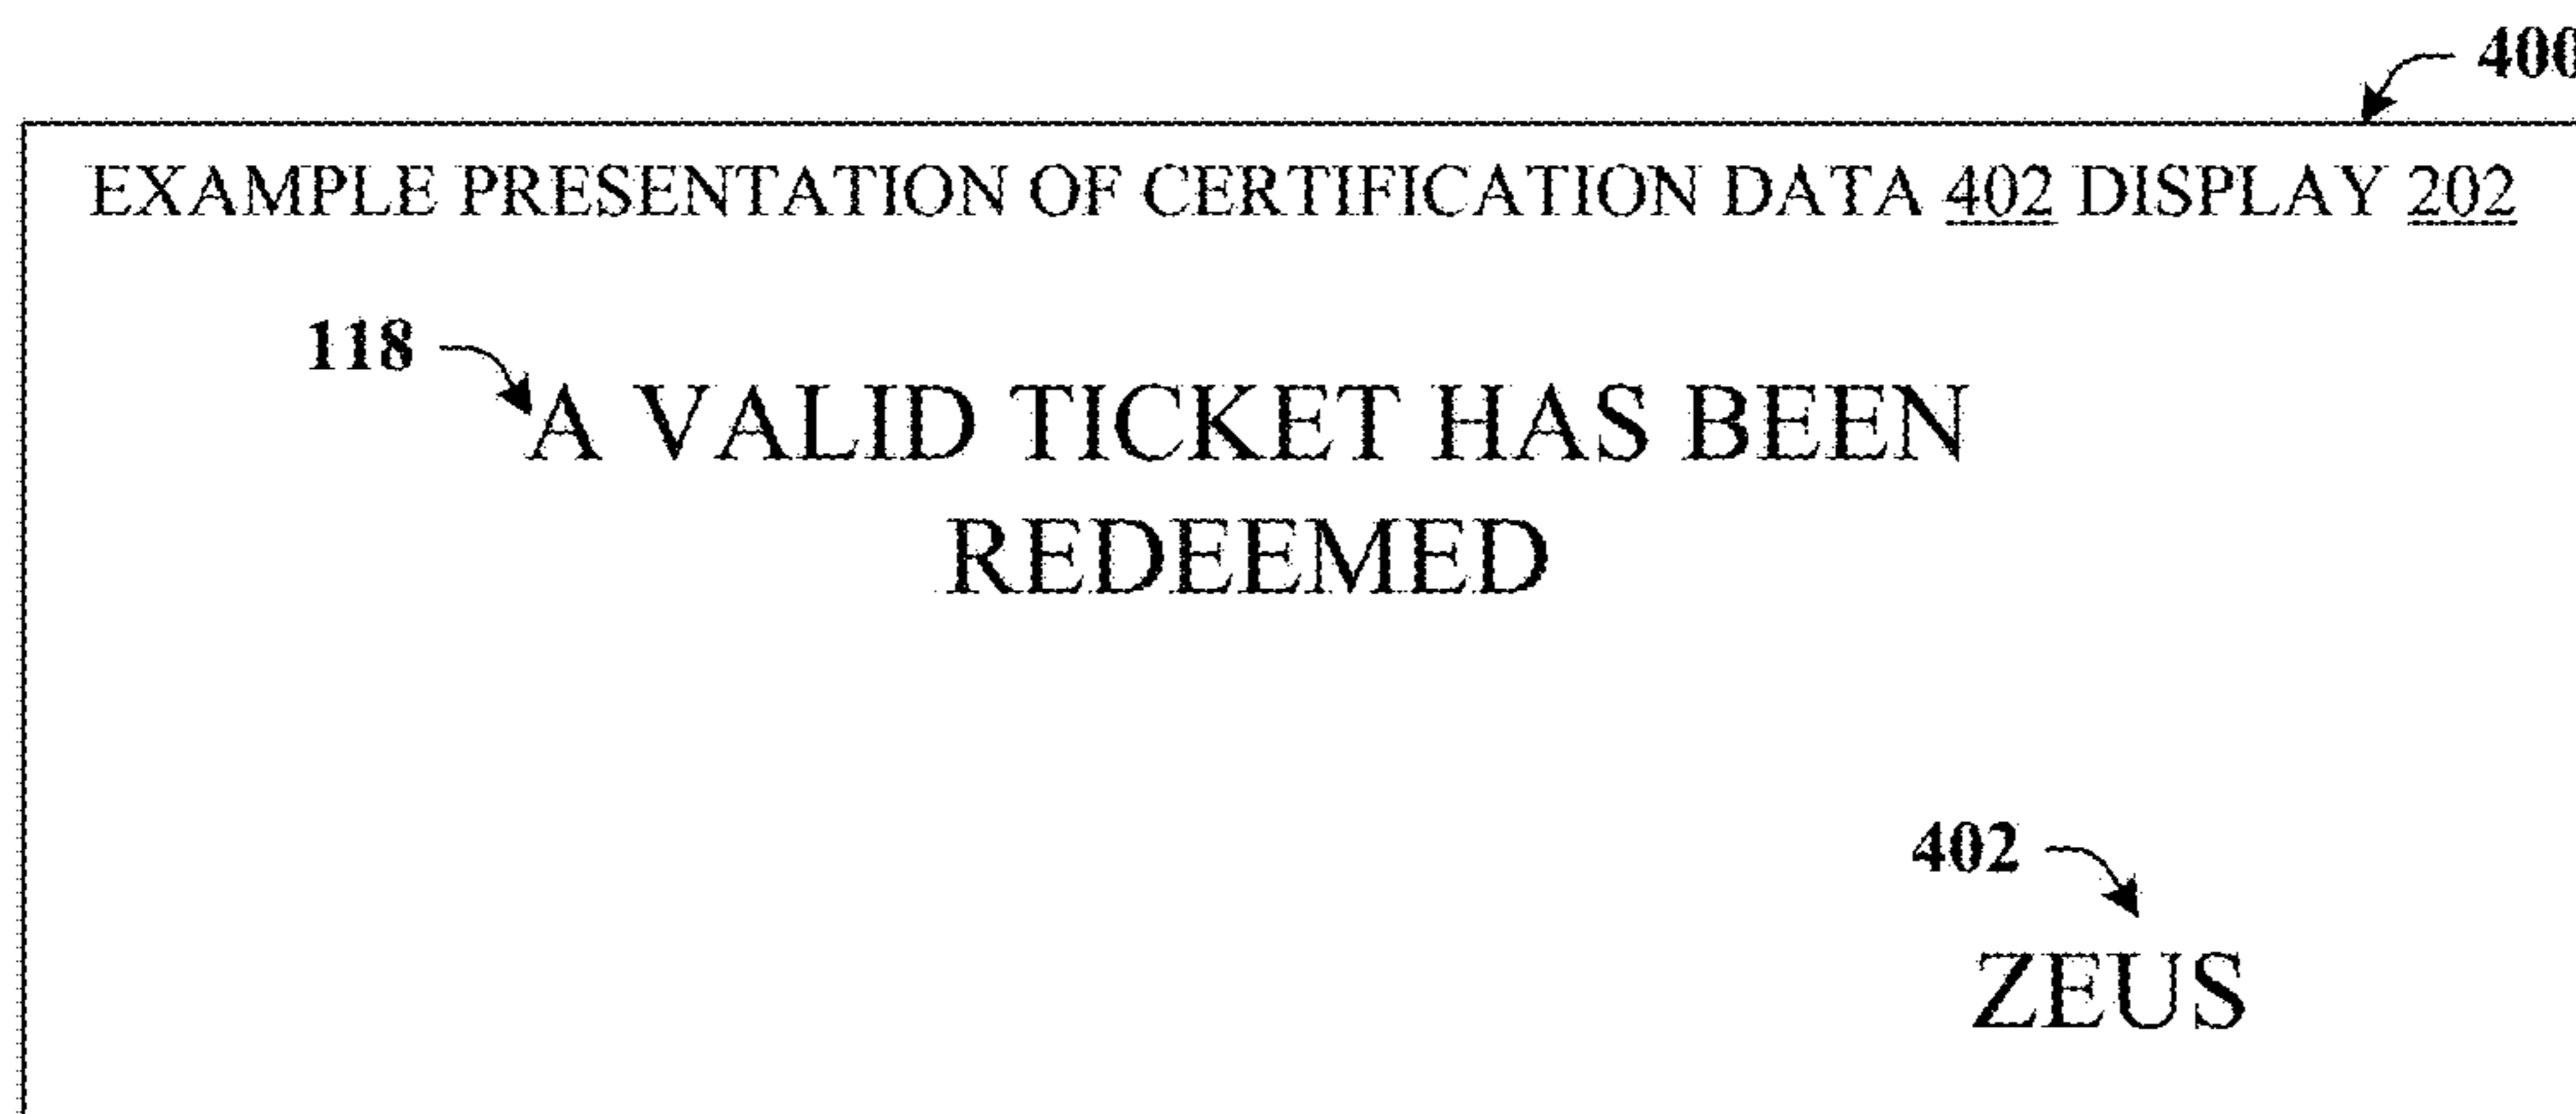 400
EXAMPLE PRESENTATION OF CERTIFICATION DATA 402 DISPLAY 202
118
A VALID TICKET HAS BEEN
REDEEMED
402
ZEUS